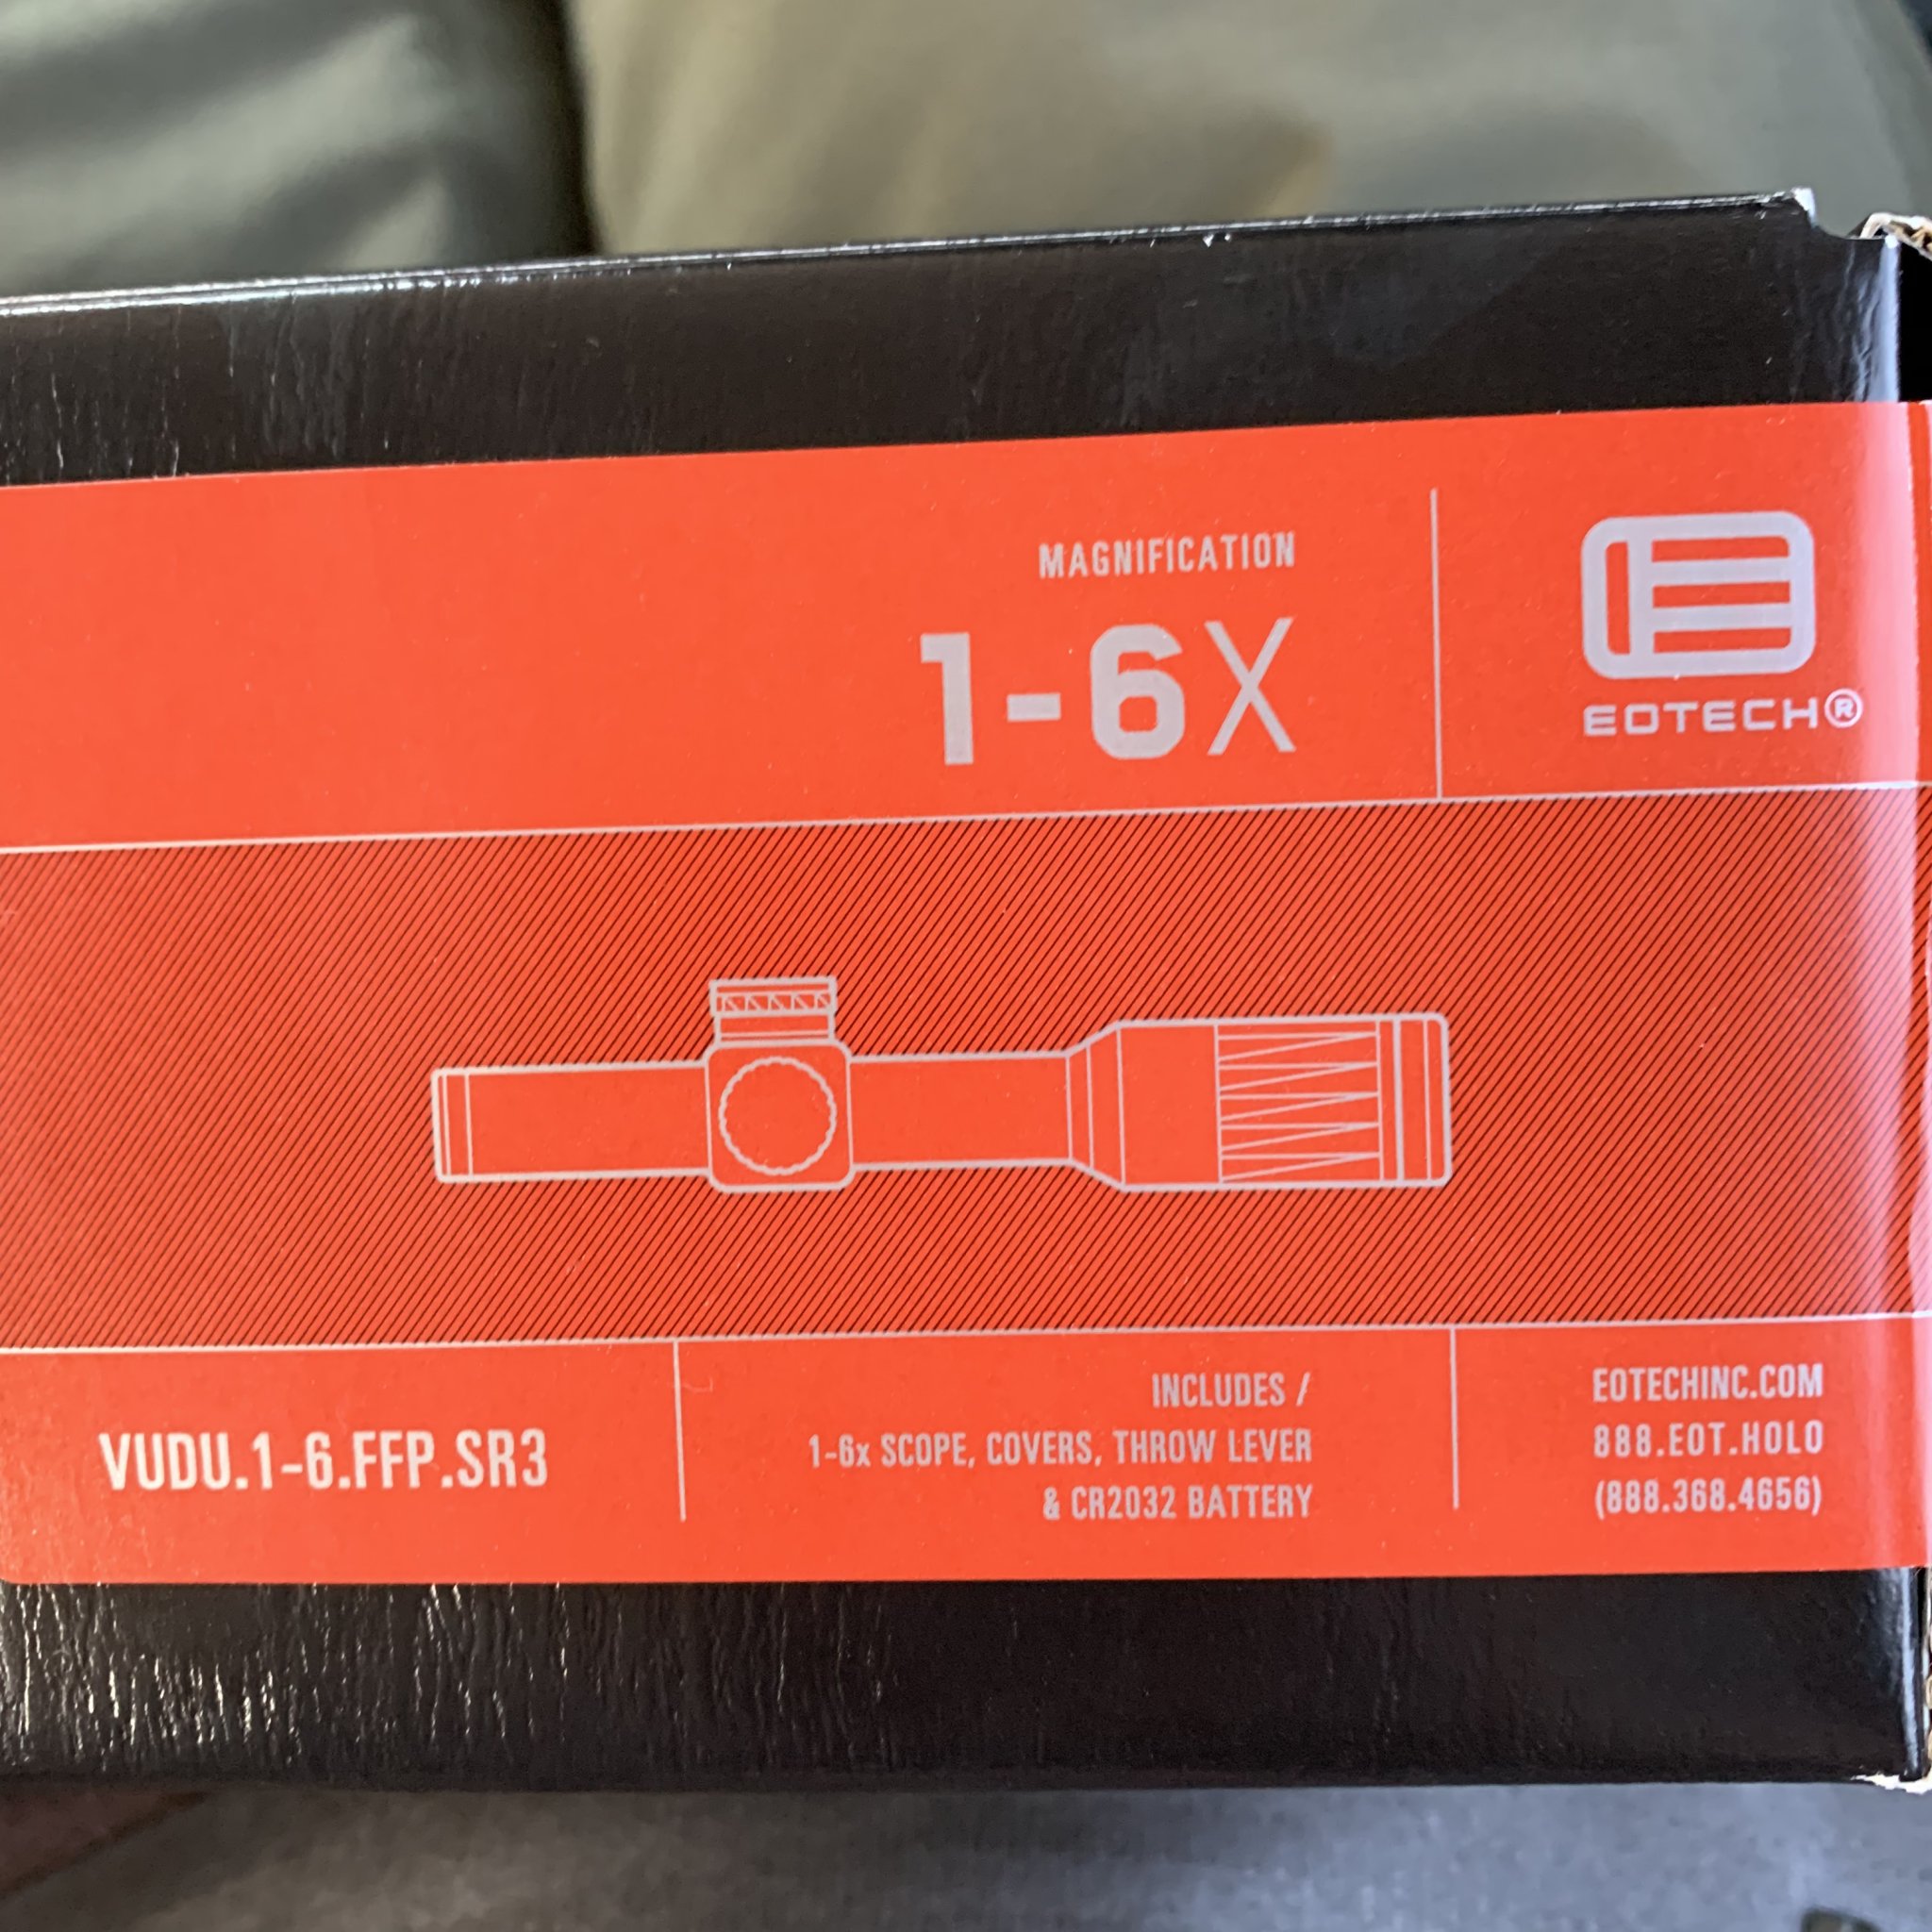 MAGNIFICATION
1-6X
EOTECH®
VUDU.1-6.FFP.SR3
INCLUDES /
1-6x SCOPE, COVERS, THROW LEVER
& CR2032 BATTERY
EOTECHINC.COM
888.EOT.HOLO
(888.368.4656)